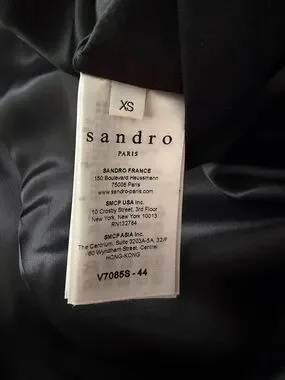 XS
sandro
PARIS
SANDRO FRANCE
150 Boulevard Haussmann
75008 Paris
www.sandro-paris.com
SMCP USA Inc.
10 Crosby Street, 3rd Floor
New York, New York 10013
RN132784
SMCP ASIA Inc.
The Centrium, Suite 3203A-5A, 32/F
60 Wyndham Street, Central
HONG-KONG
V7085S - 44